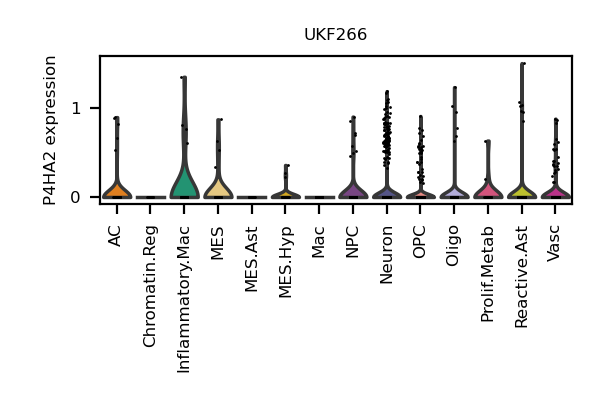 UKF266
P4HA2 expression
1
0
AC
Chromatin.Reg
Inflammatory.Mac
MES
MES.Ast
MES.Hyp
Mac
NPC
Neuron
OPC
Oligo
Prolif.Metab
Reactive.Ast
Vasc